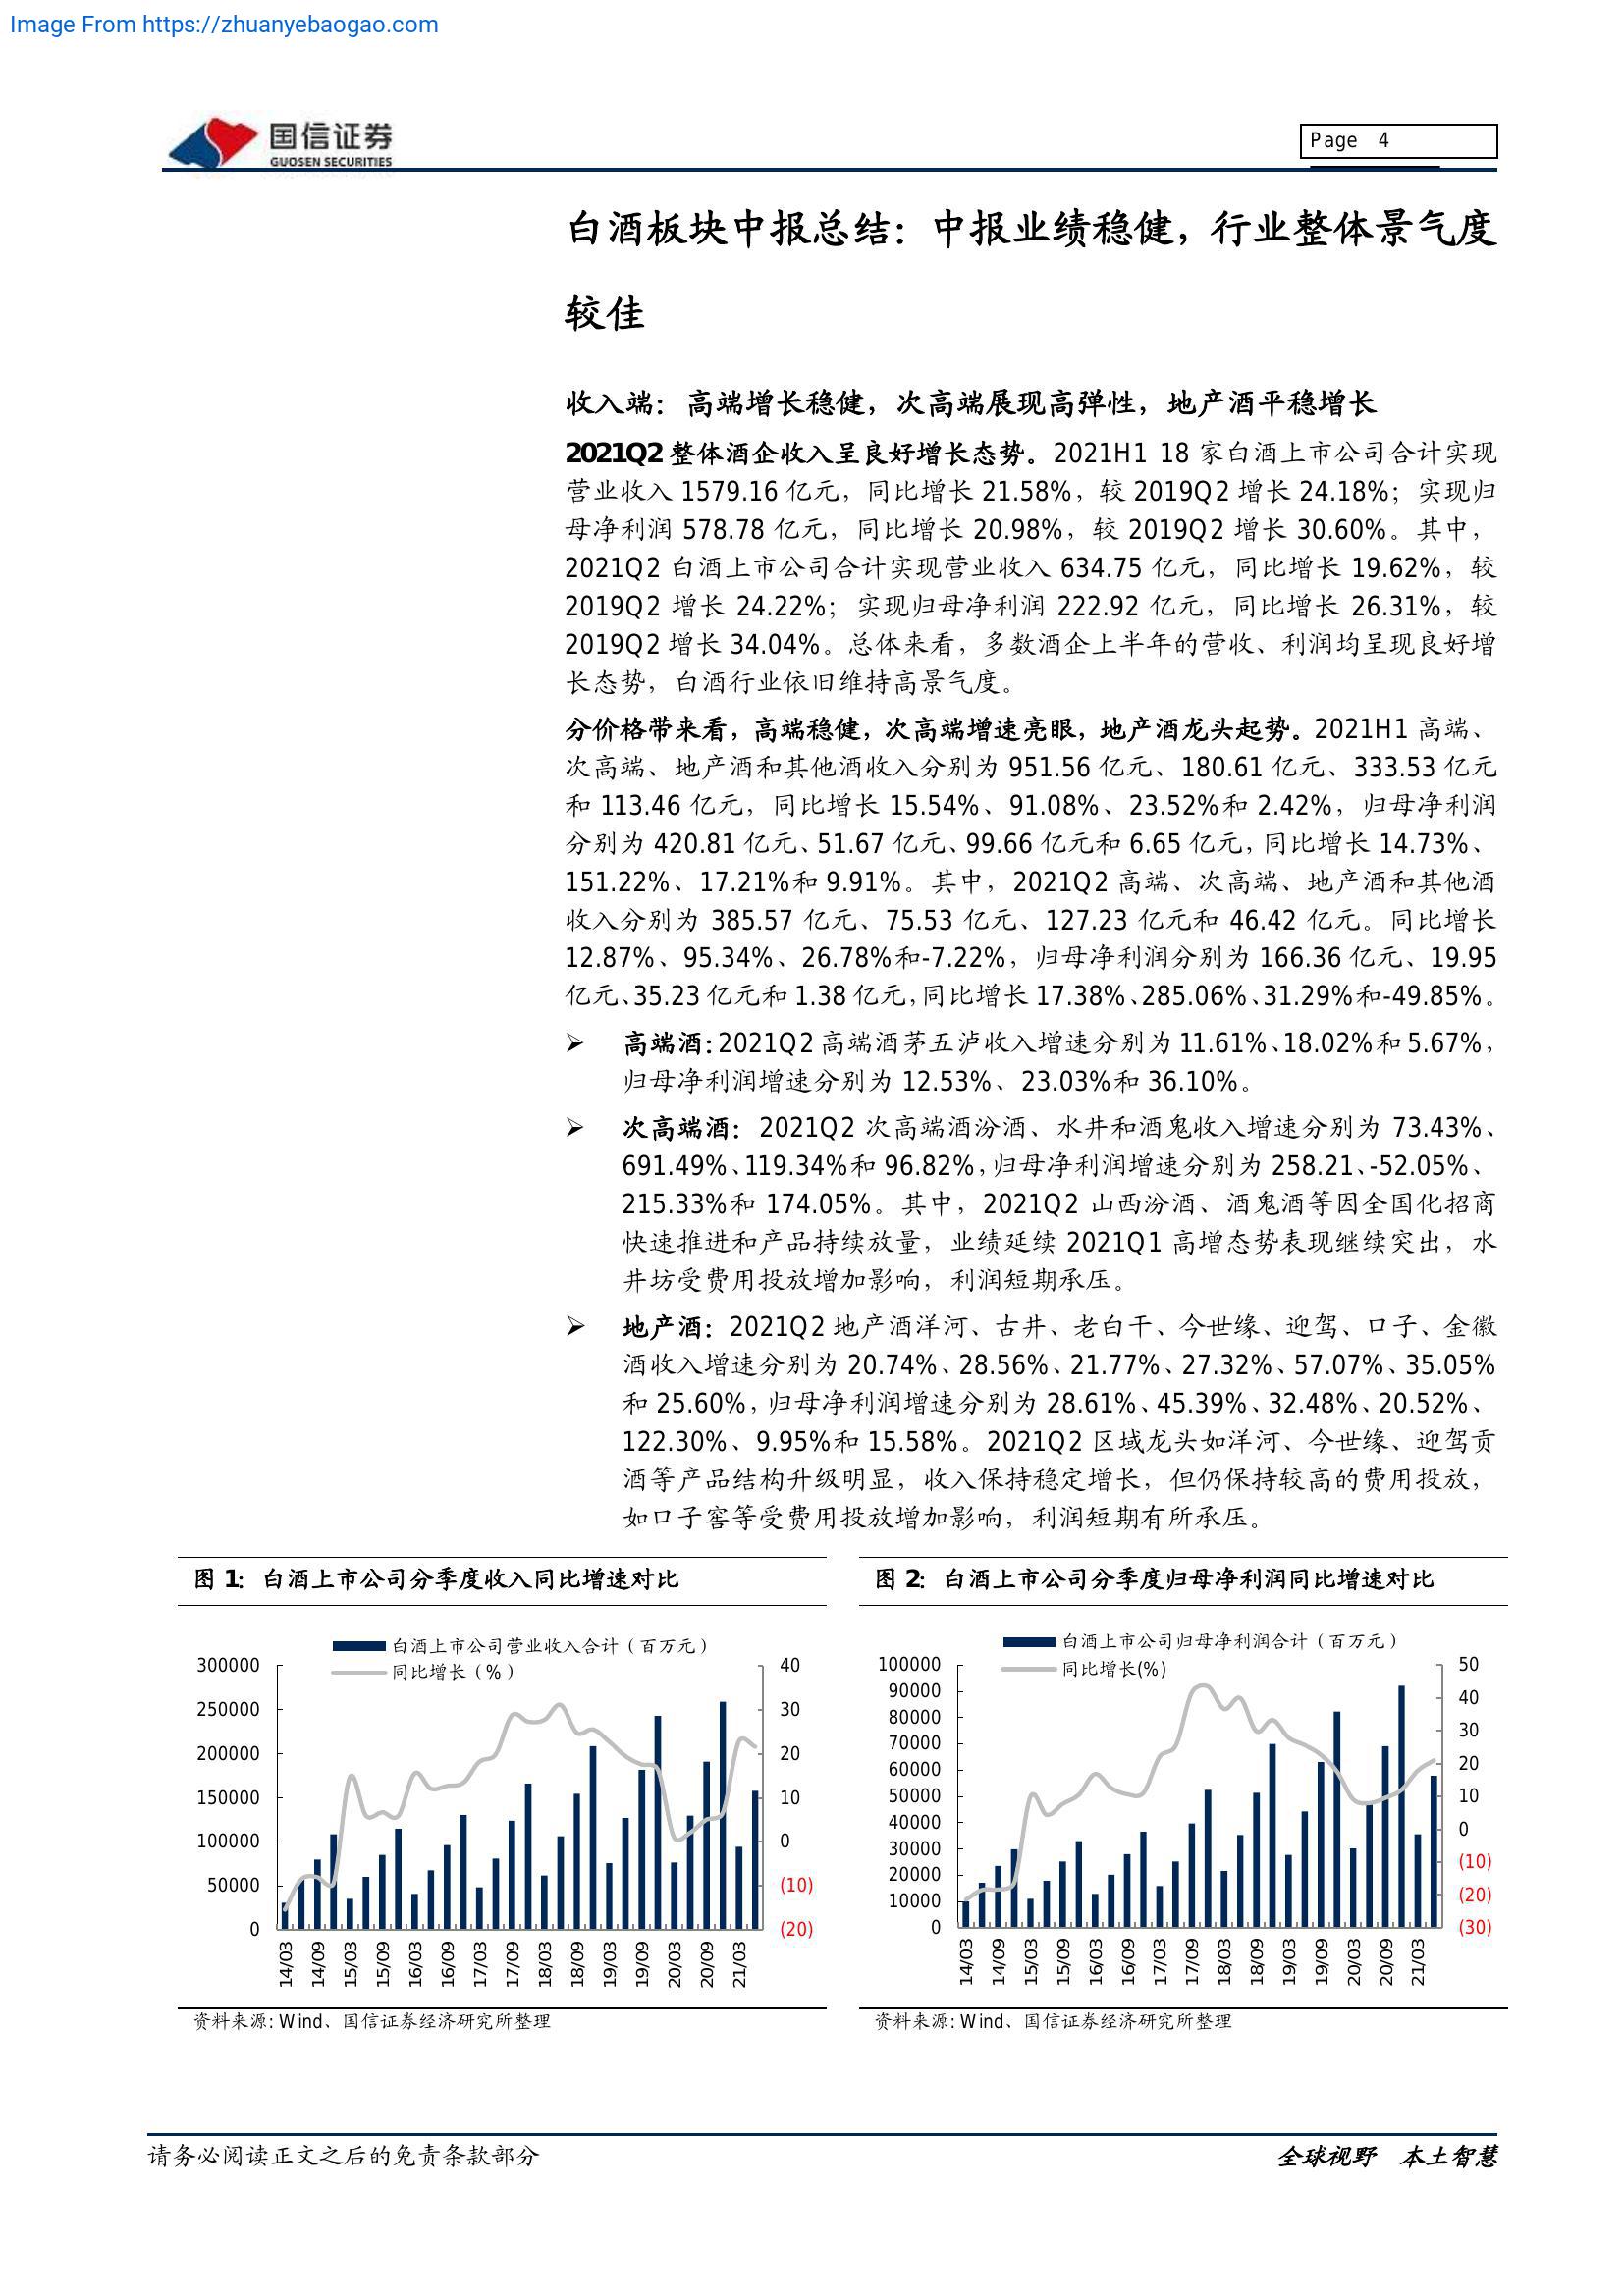 Image From https://zhuanyebaogao.com
国信证券
GUOSEN SECURITIES
Page 4
白酒板块中报总结：中报业绩稳健，行业整体景气度
较佳
收入端：高端增长稳健，次高端展现高弹性，地产酒平稳增长
2021Q2 整体酒企收入呈良好增长态势。2021H1 18 家白酒上市公司合计实现
营业收入 1579.16 亿元，同比增长 21.58%，较 2019Q2 增长 24.18%；实现归
母净利润 578.78 亿元，同比增长 20.98%，较 2019Q2 增长 30.60%。其中，
2021Q2 白酒上市公司合计实现营业收入 634.75 亿元，同比增长 19.62%，较
2019Q2 增长 24.22%；实现归母净利润 222.92 亿元，同比增长 26.31%，较
2019Q2 增长 34.04%。总体来看，多数酒企上半年的营收、利润均呈现良好增
长态势，白酒行业依旧维持高景气度。
分价格带来看，高端稳健，次高端增速亮眼，地产酒龙头起势。2021H1 高端、
次高端、地产酒和其他酒收入分别为 951.56 亿元、180.61 亿元、333.53 亿元
和 113.46 亿元，同比增长 15.54%、91.08%、23.52%和 2.42%，归母净利润
分别为 420.81 亿元、51.67 亿元、99.66 亿元和 6.65 亿元，同比增长 14.73%、
151.22%、17.21%和 9.91%。其中，2021Q2 高端、次高端、地产酒和其他酒
收入分别为 385.57 亿元、75.53 亿元、127.23 亿元和 46.42 亿元。同比增长
12.87%、95.34%、26.78%和-7.22%，归母净利润分别为 166.36 亿元、19.95
亿元、35.23 亿元和 1.38 亿元，同比增长 17.38%、285.06%、31.29%和-49.85%。
➢ 高端酒：2021Q2 高端酒茅五泸收入增速分别为 11.61%、18.02%和 5.67%，
归母净利润增速分别为 12.53%、23.03%和 36.10%。
➢ 次高端酒：2021Q2 次高端酒汾酒、水井和酒鬼收入增速分别为 73.43%、
691.49%、119.34%和 96.82%，归母净利润增速分别为 258.21、-52.05%、
215.33%和 174.05%。其中，2021Q2 山西汾酒、酒鬼酒等因全国化招商
快速推进和产品持续放量，业绩延续 2021Q1 高增态势表现继续突出，水
井坊受费用投放增加影响，利润短期承压。
➢ 地产酒：2021Q2 地产酒洋河、古井、老白干、今世缘、迎驾、口子、金徽
酒收入增速分别为 20.74%、28.56%、21.77%、27.32%、57.07%、35.05%
和 25.60%，归母净利润增速分别为 28.61%、45.39%、32.48%、20.52%、
122.30%、9.95%和 15.58%。2021Q2 区域龙头如洋河、今世缘、迎驾贡
酒等产品结构升级明显，收入保持稳定增长，但仍保持较高的费用投放，
如口子窖等受费用投放增加影响，利润短期有所承压。
图 1：白酒上市公司分季度收入同比增速对比
白酒上市公司营业收入合计（百万元）
同比增长（%）
300000
250000
200000
150000
100000
50000
0
40
30
20
10
0
(10)
(20)
14/03
14/09
15/03
15/09
16/03
16/09
17/03
17/09
18/03
18/09
19/03
19/09
20/03
20/09
21/03
资料来源: Wind、国信证券经济研究所整理
图 2：白酒上市公司分季度归母净利润同比增速对比
白酒上市公司归母净利润合计（百万元）
同比增长(%)
100000
90000
80000
70000
60000
50000
40000
30000
20000
10000
0
50
40
30
20
10
0
(10)
(20)
(30)
14/03
14/09
15/03
15/09
16/03
16/09
17/03
17/09
18/03
18/09
19/03
19/09
20/03
20/09
21/03
资料来源: Wind、国信证券经济研究所整理
请务必阅读正文之后的免责条款部分
全球视野 本土智慧